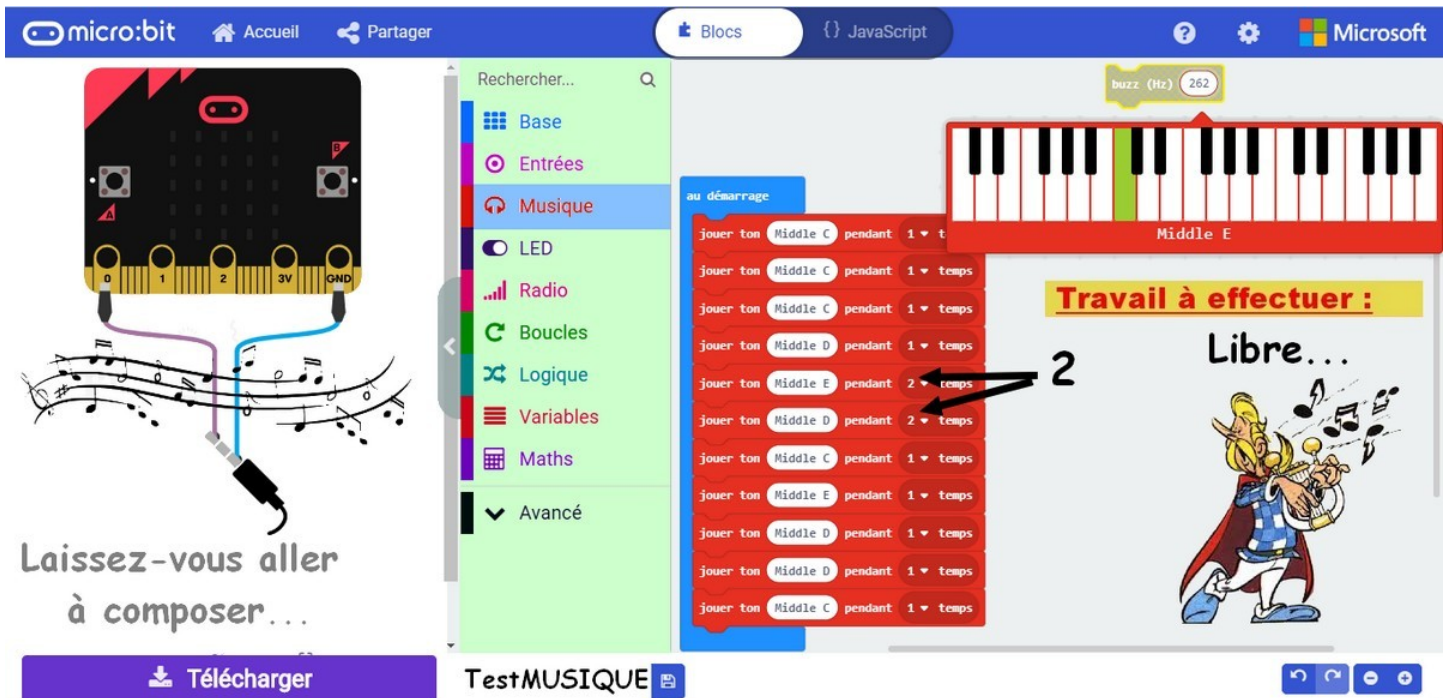 micro:bit Accueil Partager Blocs {} JavaScript ? Microsoft
A
B
0 1 2 3V GND
Laissez-vous aller
à composer...
Télécharger
Rechercher...
Base
Entrées
Musique
LED
Radio
Boucles
Logique
Variables
Maths
Avancé
TestMUSIQUE
buzz (Hz) 262
Middle E
au démarrage
jouer ton Middle C pendant 1 t
jouer ton Middle C pendant 1 temps
jouer ton Middle C pendant 1 temps
jouer ton Middle D pendant 1 temps
jouer ton Middle E pendant 2 temps
jouer ton Middle D pendant 2 temps
jouer ton Middle C pendant 1 temps
jouer ton Middle E pendant 1 temps
jouer ton Middle D pendant 1 temps
jouer ton Middle D pendant 1 temps
jouer ton Middle C pendant 1 temps
2
Travail à effectuer :
Libre...